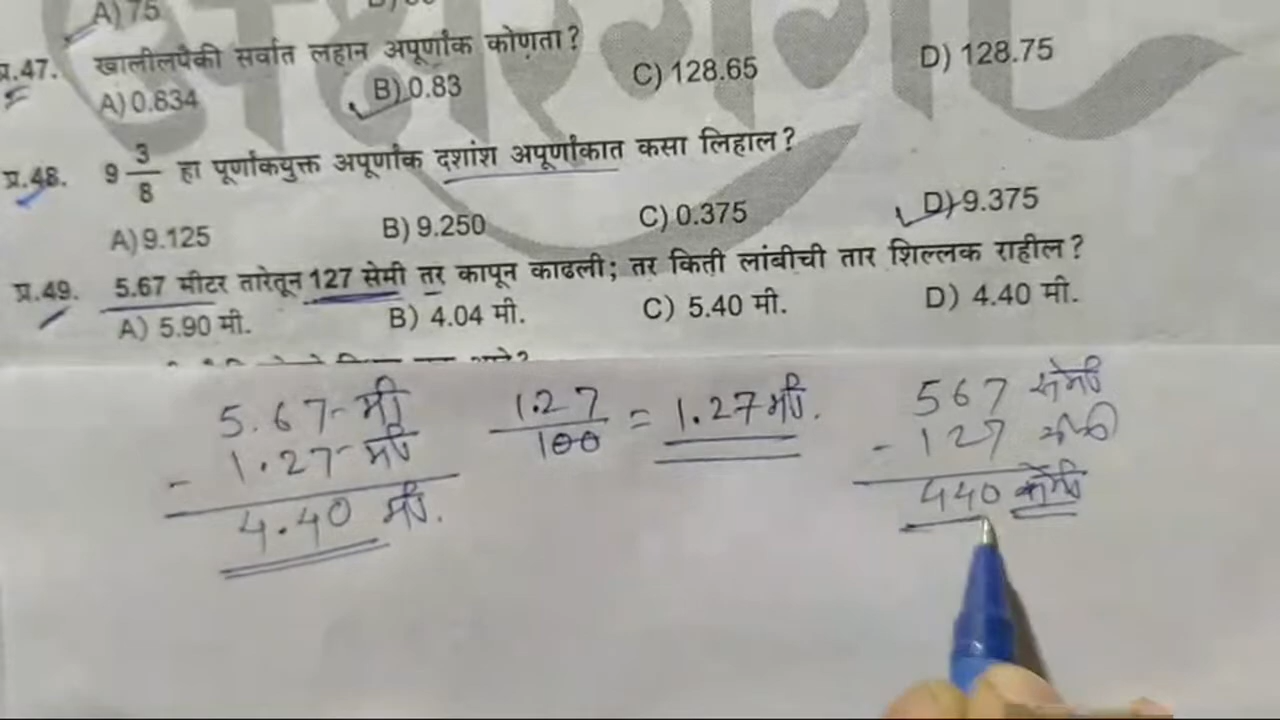 A) 75
प्र.47. खालीलपैकी सर्वात लहान अपूर्णांक कोणता?
A) 0.834 B) 0.83 C) 128.65 D) 128.75
प्र.48. 9 3/8 हा पूर्णांकयुक्त अपूर्णांक दशांश अपूर्णांकात कसा लिहाल?
A) 9.125 B) 9.250 C) 0.375 D) 9.375
प्र.49. 5.67 मीटर तारेतून 127 सेमी तर कापून काढली; तर किती लांबीची तार शिल्लक राहील?
A) 5.90 मी. B) 4.04 मी. C) 5.40 मी. D) 4.40 मी.
5.67 मी
- 1.27 मी
4.40 मी.
1.27/100 = 1.27 मी.
567 सेमी
- 127 सेमी
440 सेमी